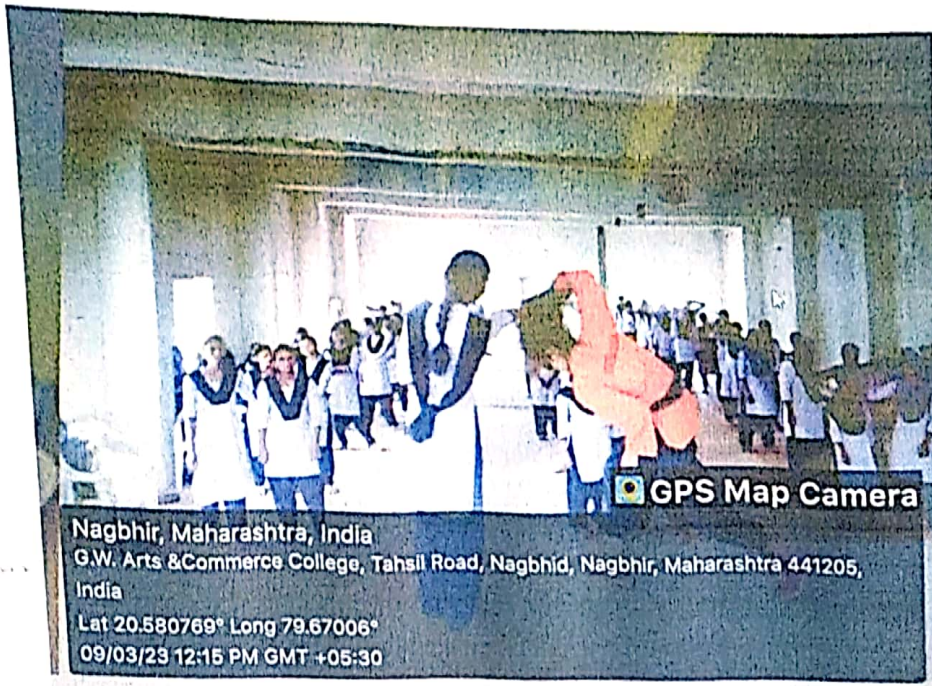 GPS Map Camera
Nagbhir, Maharashtra, India
G.W. Arts &Commerce College, Tahsil Road, Nagbhid, Nagbhir, Maharashtra 441205,
India
Lat 20.580769° Long 79.67006°
09/03/23 12:15 PM GMT +05:30